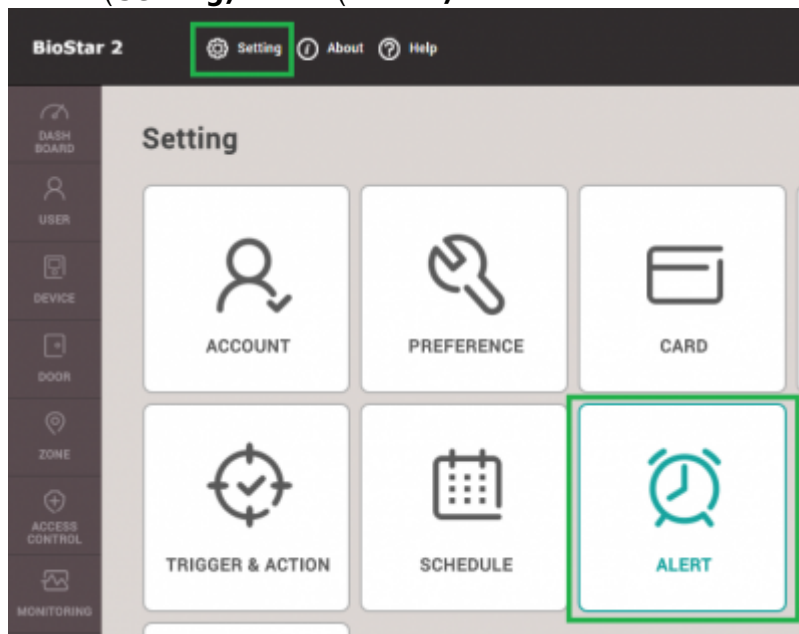 BioStar 2
Setting
About
Help
DASH
BOARD
USER
DEVICE
DOOR
ZONE
ACCESS
CONTROL
MONITORING
Setting
ACCOUNT
PREFERENCE
CARD
TRIGGER & ACTION
SCHEDULE
ALERT